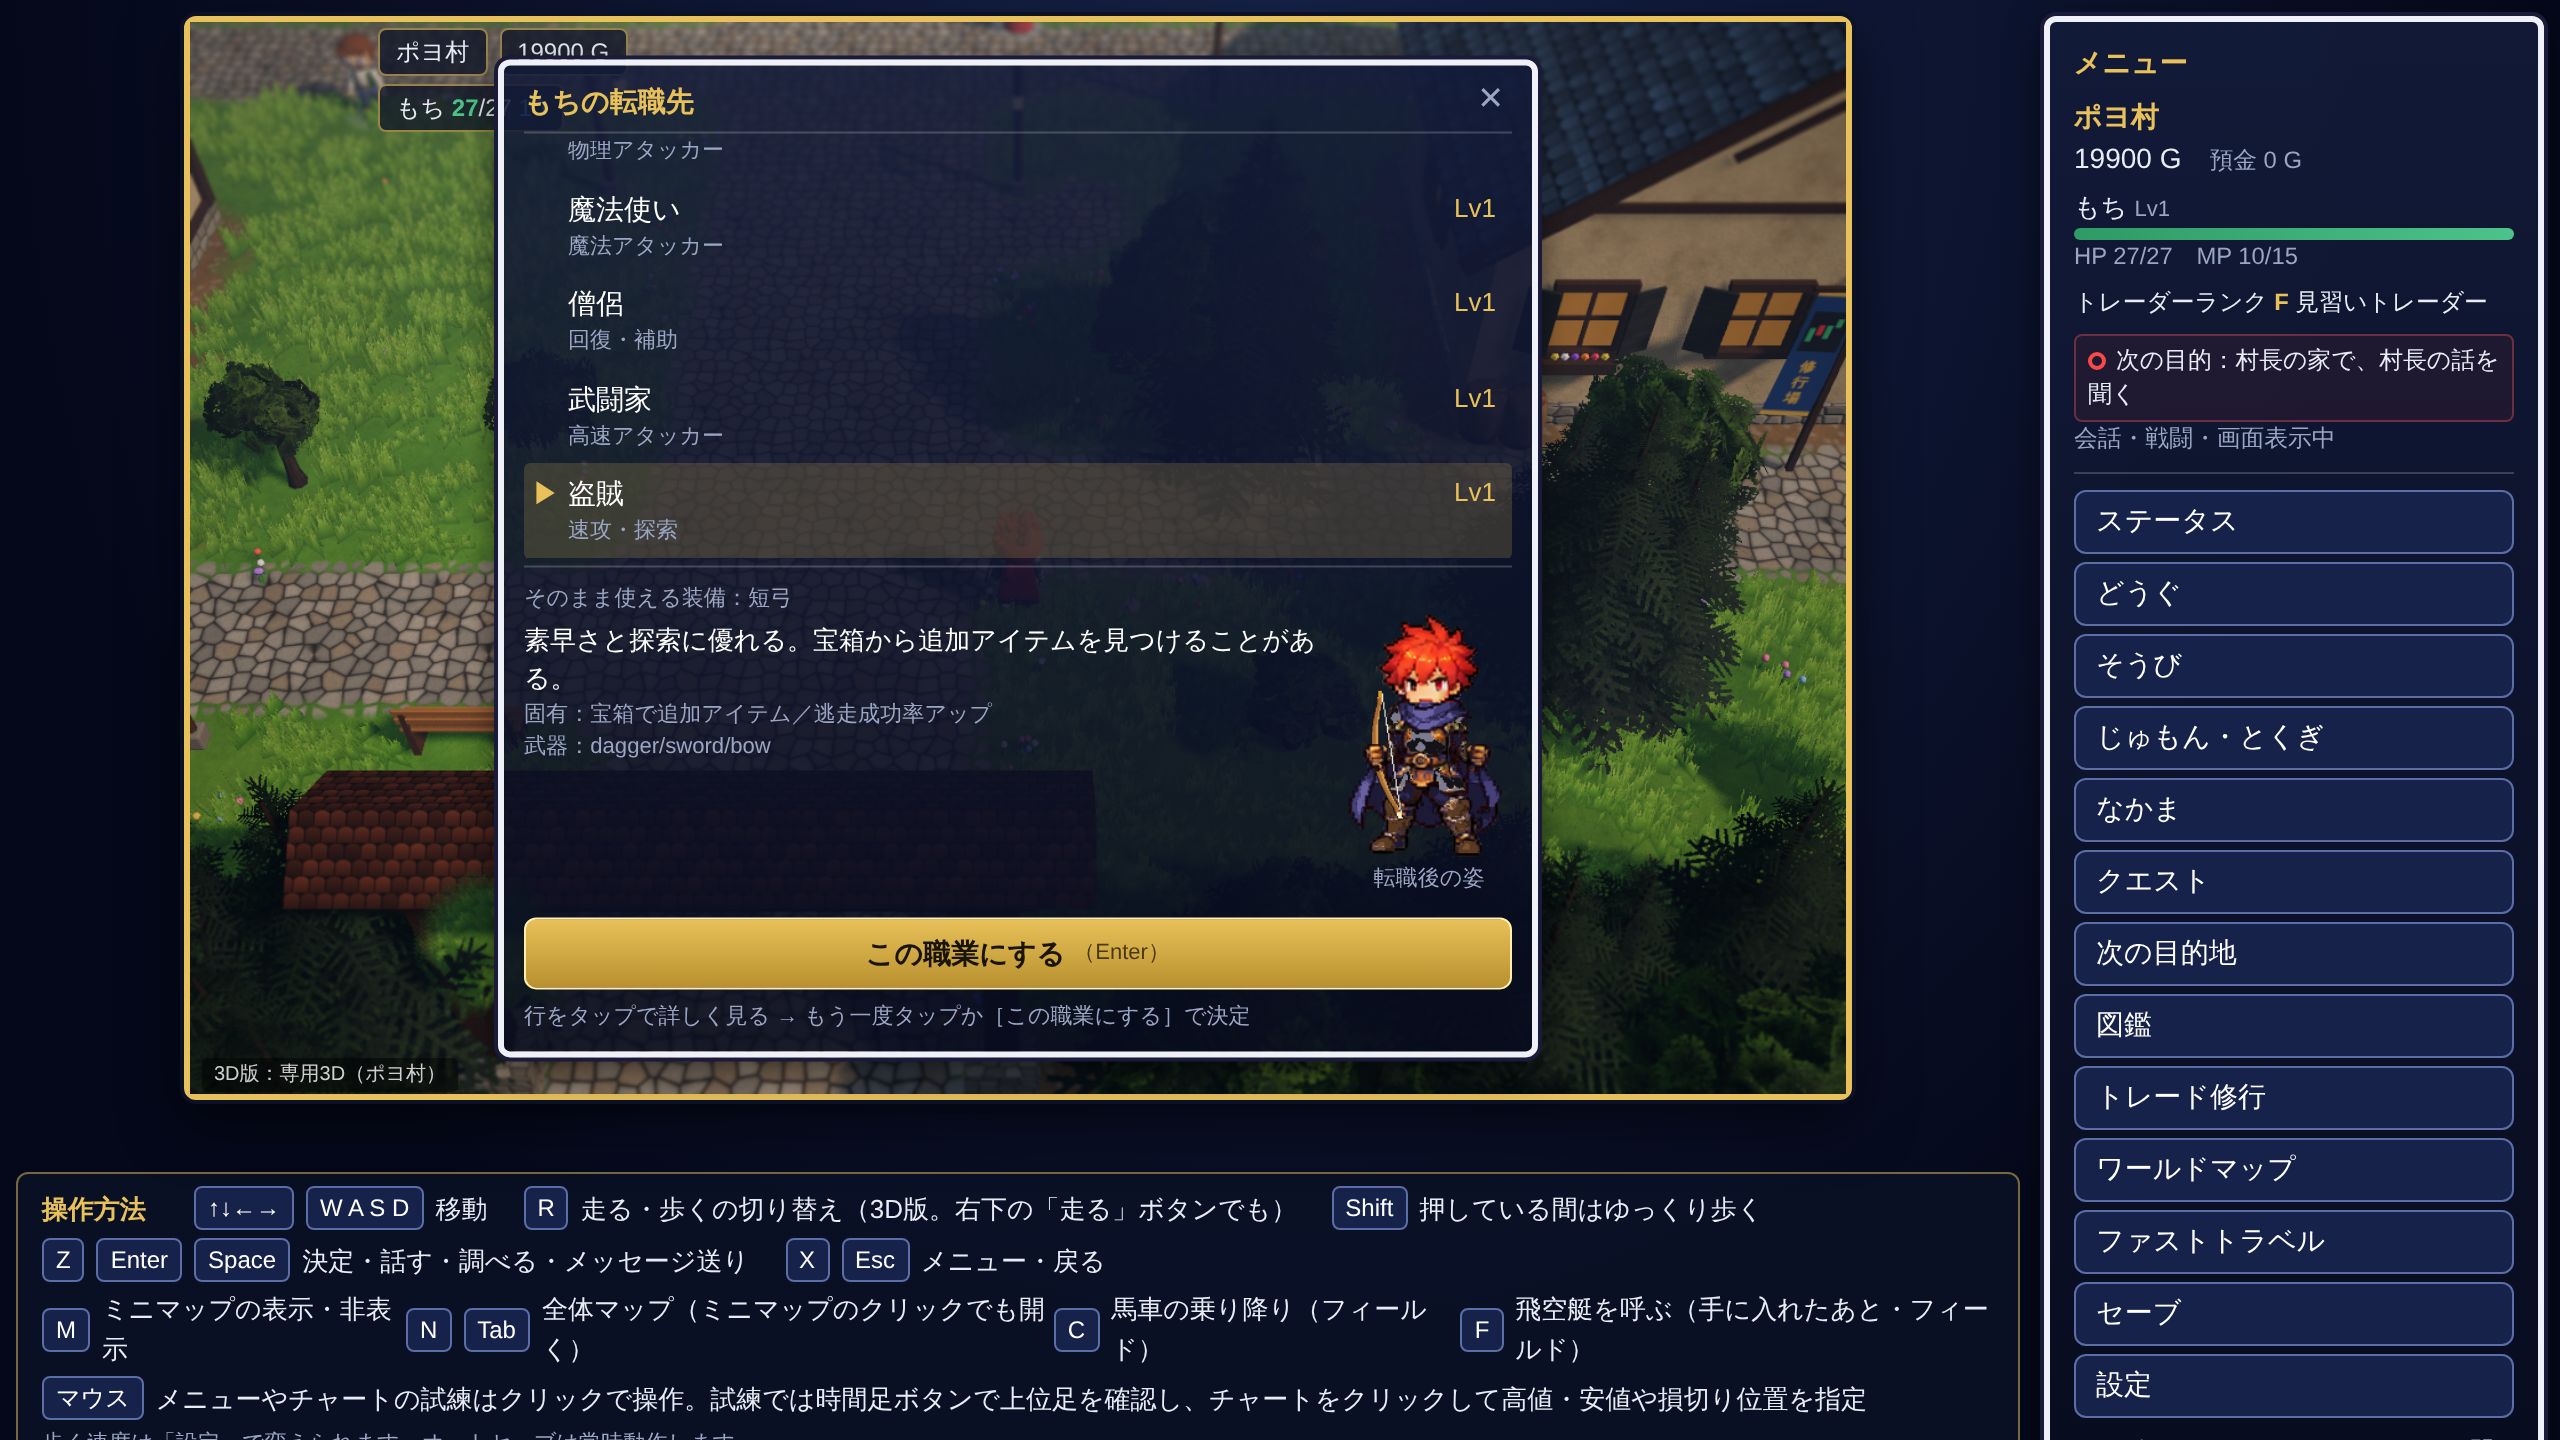 ポヨ村
19900 G
もち 27/27
もちの転職先
×
物理アタッカー
魔法使い Lv1
魔法アタッカー
僧侶 Lv1
回復・補助
武闘家 Lv1
高速アタッカー
▶ 盗賊 Lv1
速攻・探索
そのまま使える装備：短弓
素早さと探索に優れる。宝箱から追加アイテムを見つけることがあ
る。
固有：宝箱で追加アイテム／逃走成功率アップ
武器：dagger/sword/bow
転職後の姿
この職業にする （Enter）
行をタップで詳しく見る → もう一度タップか［この職業にする］で決定
修行場
3D版：専用3D（ポヨ村）
メニュー
ポヨ村
19900 G 預金 0 G
もち Lv1
HP 27/27 MP 10/15
トレーダーランク F 見習いトレーダー
次の目的：村長の家で、村長の話を
聞く
会話・戦闘・画面表示中
ステータス
どうぐ
そうび
じゅもん・とくぎ
なかま
クエスト
次の目的地
図鑑
トレード修行
ワールドマップ
ファストトラベル
セーブ
設定
操作方法 ↑↓←→ W A S D 移動 R 走る・歩くの切り替え（3D版。右下の「走る」ボタンでも） Shift 押している間はゆっくり歩く
Z Enter Space 決定・話す・調べる・メッセージ送り X Esc メニュー・戻る
M ミニマップの表示・非表示 N Tab 全体マップ（ミニマップのクリックでも開く） C 馬車の乗り降り（フィールド） F 飛空艇を呼ぶ（手に入れたあと・フィールド）
マウス メニューやチャートの試練はクリックで操作。試練では時間足ボタンで上位足を確認し、チャートをクリックして高値・安値や損切り位置を指定